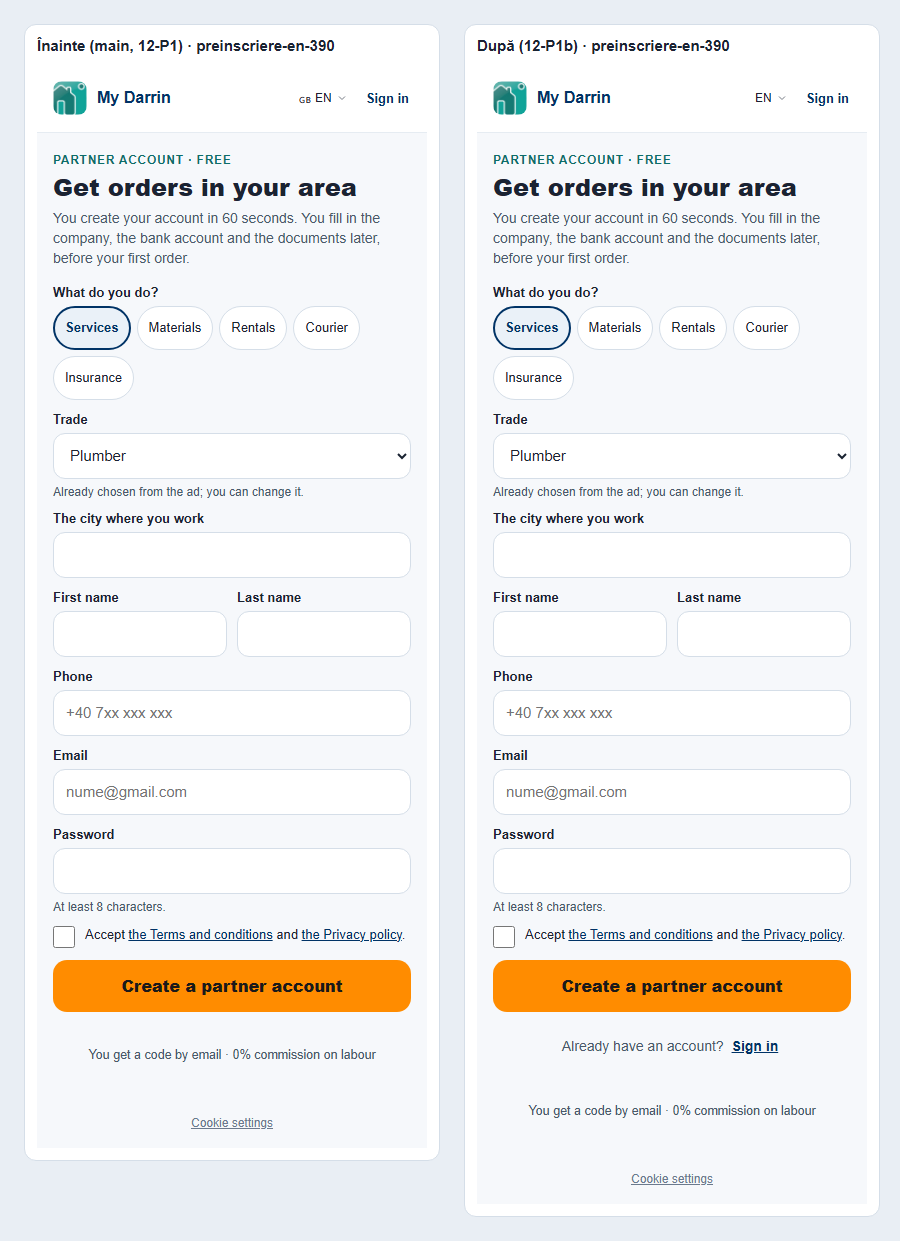 Înainte (main, 12-P1) · preinscriere-en-390
My Darrin
GB EN
Sign in
PARTNER ACCOUNT · FREE
Get orders in your area
You create your account in 60 seconds. You fill in the
company, the bank account and the documents later,
before your first order.
What do you do?
Services Materials Rentals Courier
Insurance
Trade
Plumber
Already chosen from the ad; you can change it.
The city where you work
First name Last name
Phone
+40 7xx xxx xxx
Email
nume@gmail.com
Password
At least 8 characters.
Accept the Terms and conditions and the Privacy policy.
Create a partner account
You get a code by email · 0% commission on labour
Cookie settings
După (12-P1b) · preinscriere-en-390
My Darrin
EN
Sign in
PARTNER ACCOUNT · FREE
Get orders in your area
You create your account in 60 seconds. You fill in the
company, the bank account and the documents later,
before your first order.
What do you do?
Services Materials Rentals Courier
Insurance
Trade
Plumber
Already chosen from the ad; you can change it.
The city where you work
First name Last name
Phone
+40 7xx xxx xxx
Email
nume@gmail.com
Password
At least 8 characters.
Accept the Terms and conditions and the Privacy policy.
Create a partner account
Already have an account? Sign in
You get a code by email · 0% commission on labour
Cookie settings